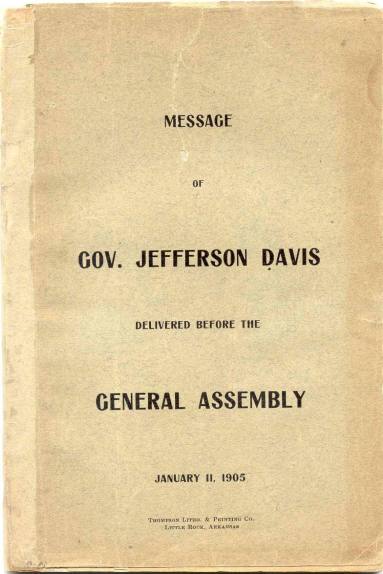 MESSAGE
OF
GOV. JEFFERSON DAVIS
DELIVERED BEFORE THE
GENERAL ASSEMBLY
JANUARY 11, 1905
THOMPSON LITHO. & PRINTING CO.
LITTLE ROCK, ARKANSAS